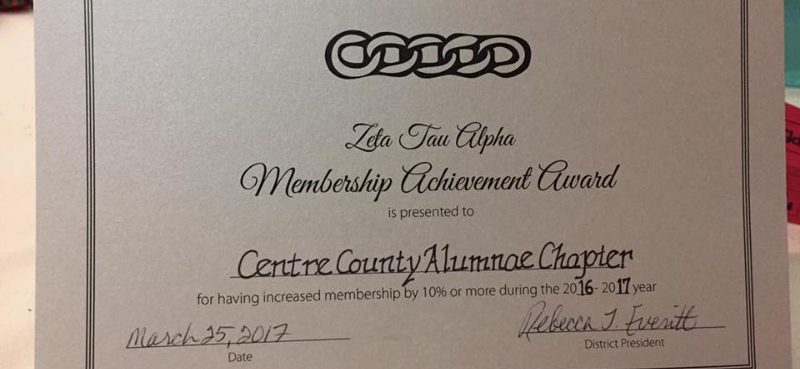 Zeta Tau Alpha
Membership Achievement Award
is presented to
Centre County Alumnae Chapter
for having increased membership by 10% or more during the 2016-2017 year
March 25, 2017 Rebecca J. Everitt
Date District President